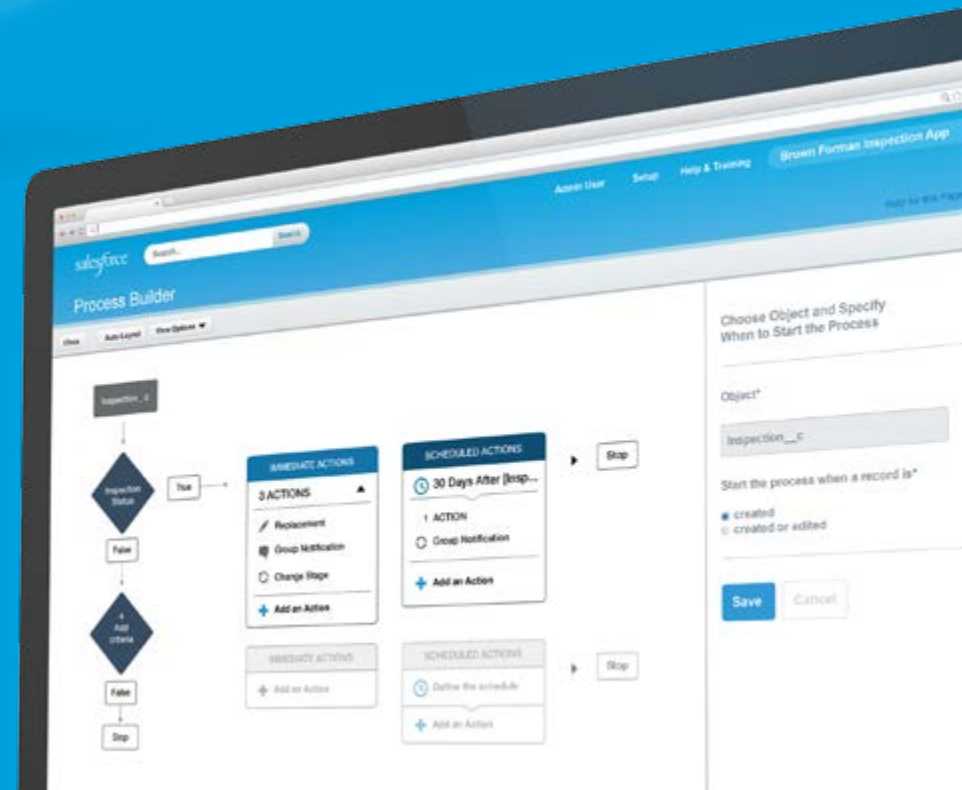 Admin User
Setup
Help & Training
Brown Forman Inspection App
Help for this Page
salesforce
Search...
Search
Process Builder
Close
Auto Layout
View Options
Inspection__c
Inspection
Status
True
False
+
Add
criteria
False
Stop
IMMEDIATE ACTIONS
3 ACTIONS
Replacement
Group Notification
Change Stage
+ Add an Action
SCHEDULED ACTIONS
30 Days After [Insp...
1 ACTION
Group Notification
+ Add an Action
Stop
IMMEDIATE ACTIONS
+ Add an Action
SCHEDULED ACTIONS
Define the schedule
+ Add an Action
Stop
Choose Object and Specify
When to Start the Process
Object*
Inspection__c
Start the process when a record is*
created
created or edited
Save
Cancel